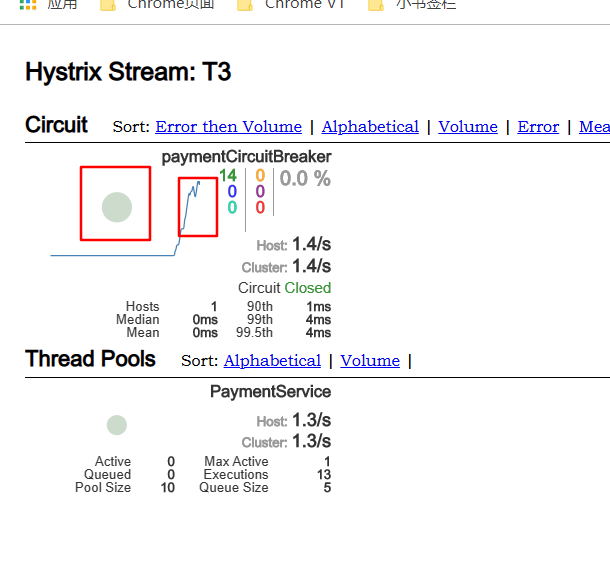 应用 Chrome页面 Chrome V1 小书签栏
Hystrix Stream: T3
Circuit Sort: Error then Volume | Alphabetical | Volume | Error | Mea
paymentCircuitBreaker
14 0 0.0 %
0 0
0 0
Host: 1.4/s
Cluster: 1.4/s
Circuit Closed
Hosts 1 90th 1ms
Median 0ms 99th 4ms
Mean 0ms 99.5th 4ms
Thread Pools Sort: Alphabetical | Volume |
PaymentService
Host: 1.3/s
Cluster: 1.3/s
Active 0 Max Active 1
Queued 0 Executions 13
Pool Size 10 Queue Size 5